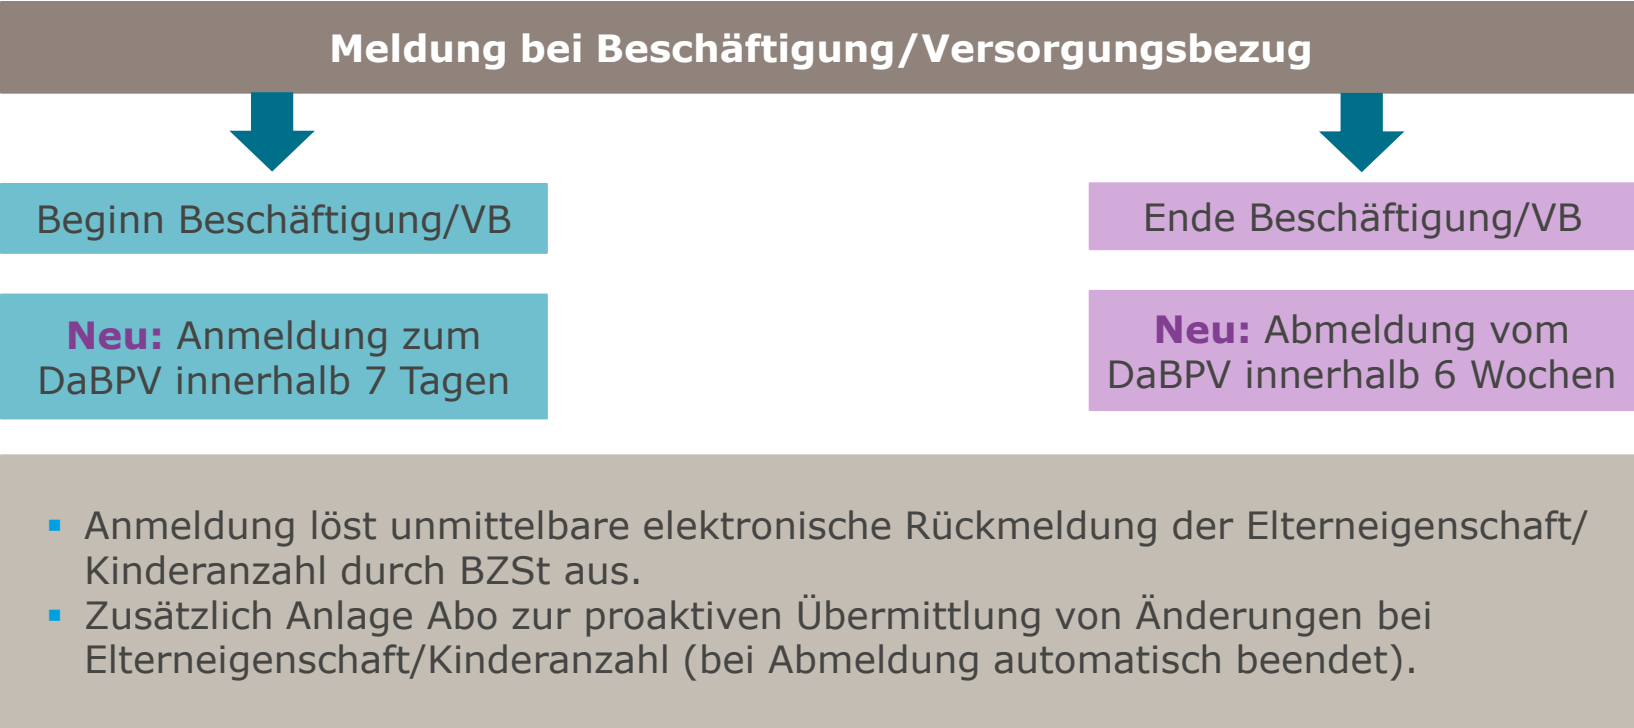 Meldung bei Beschäftigung/Versorgungsbezug
Beginn Beschäftigung/VB
Neu: Anmeldung zum
DaBPV innerhalb 7 Tagen
Ende Beschäftigung/VB
Neu: Abmeldung vom
DaBPV innerhalb 6 Wochen
▪ Anmeldung löst unmittelbare elektronische Rückmeldung der Elterneigenschaft/
Kinderanzahl durch BZSt aus.
▪ Zusätzlich Anlage Abo zur proaktiven Übermittlung von Änderungen bei
Elterneigenschaft/Kinderanzahl (bei Abmeldung automatisch beendet).